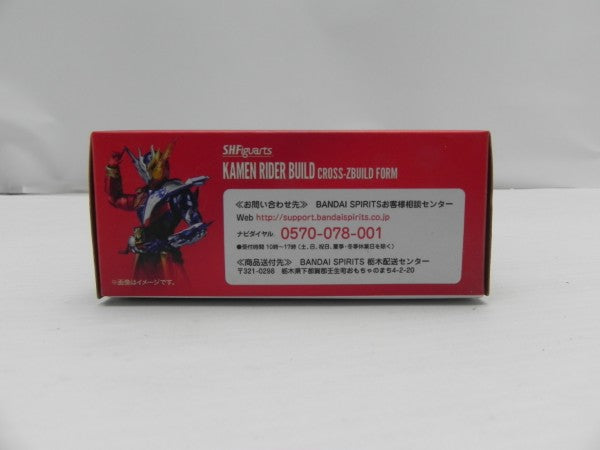 S.H.Figuarts
KAMEN RIDER BUILD CROSS-ZBUILD FORM
≪お問い合わせ先≫ BANDAI SPIRITSお客様相談センター
Web http://support.bandaispirits.co.jp
ナビダイヤル 0570-078-001
●受付時間 10時～17時 (土、日、祝日、夏季・冬季休業日を除く)
≪商品送付先≫ BANDAI SPIRITS 栃木配送センター
〒321-0298 栃木県下都賀郡壬生町おもちゃのまち4-2-20
※画像はイメージです。